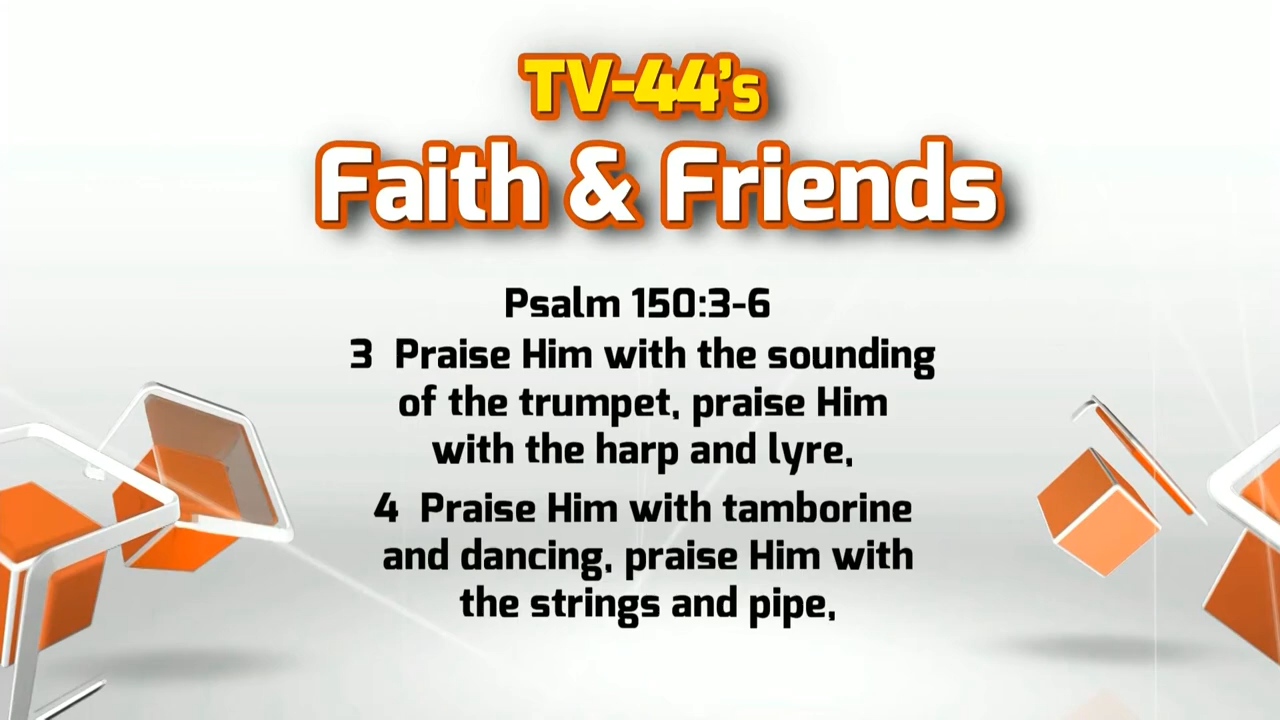 TV-44's
Faith & Friends
Psalm 150:3-6
3 Praise Him with the sounding
of the trumpet, praise Him
with the harp and lyre,
4 Praise Him with tamborine
and dancing, praise Him with
the strings and pipe,